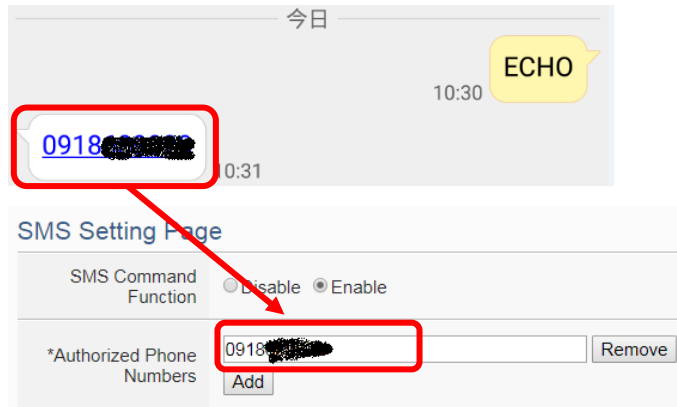 今日
ECHO
10:30
0918
10:31
SMS Setting Page
SMS Command
Function
Disable Enable
*Authorized Phone
Numbers
0918
Remove
Add